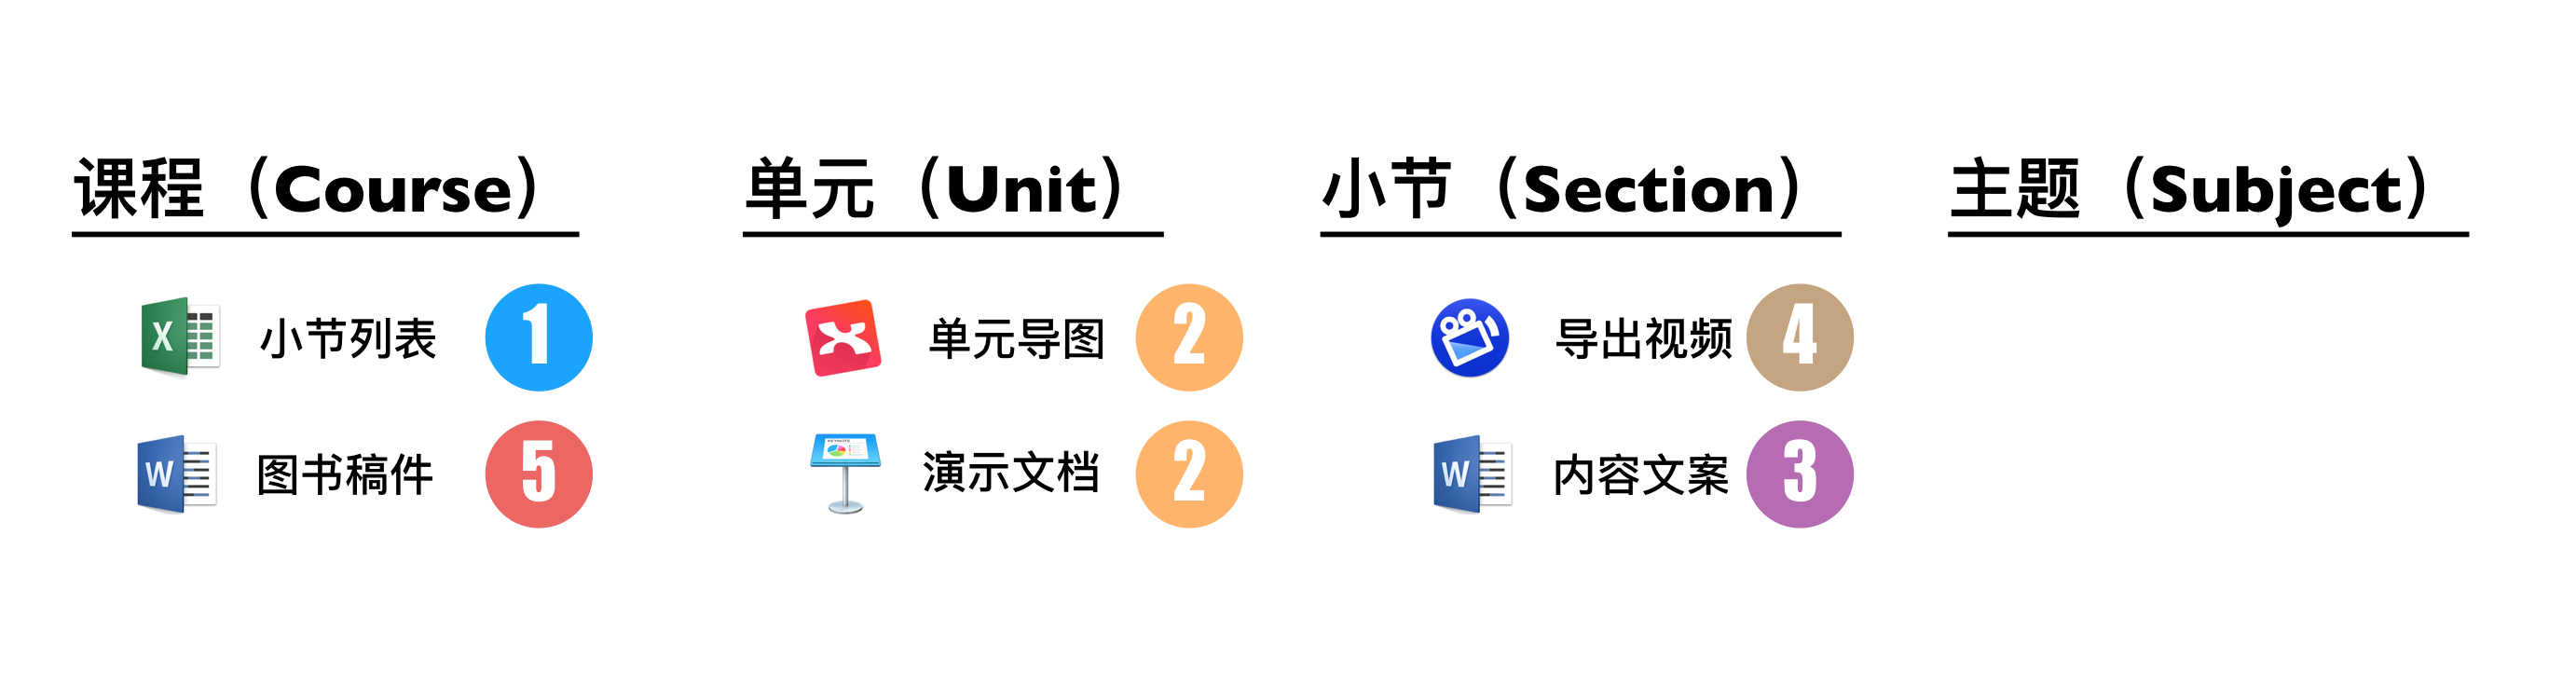 课程（Course）
单元（Unit）
小节（Section）
主题（Subject）
小节列表 1
单元导图 2
导出视频 4
图书稿件 5
演示文档 2
内容文案 3